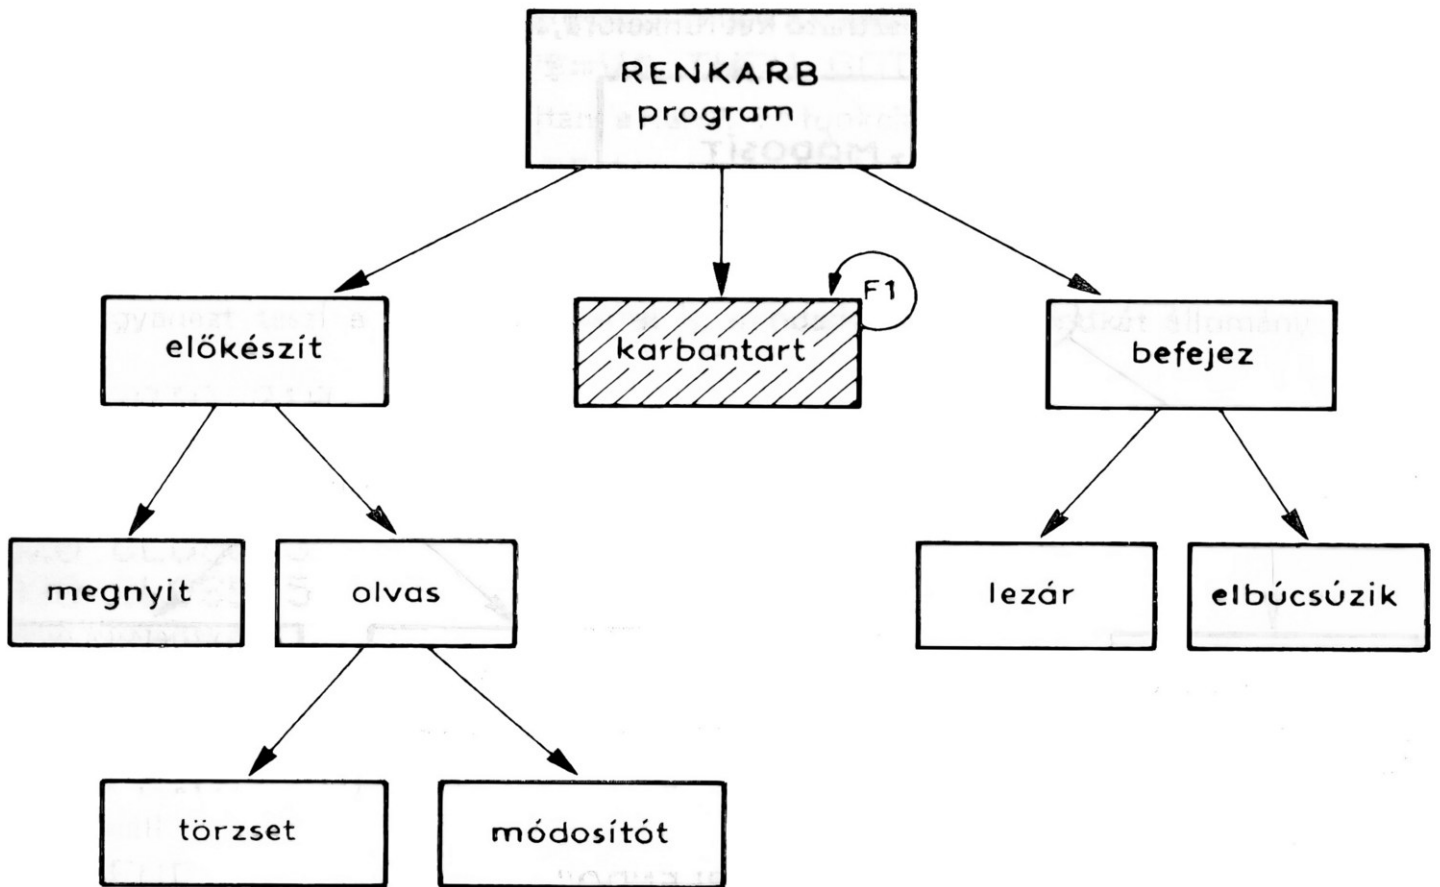 RENKARB
program
F1
előkészít
karbantart
befejez
megnyit
olvas
lezár
elbúcsúzik
törzset
módosítót